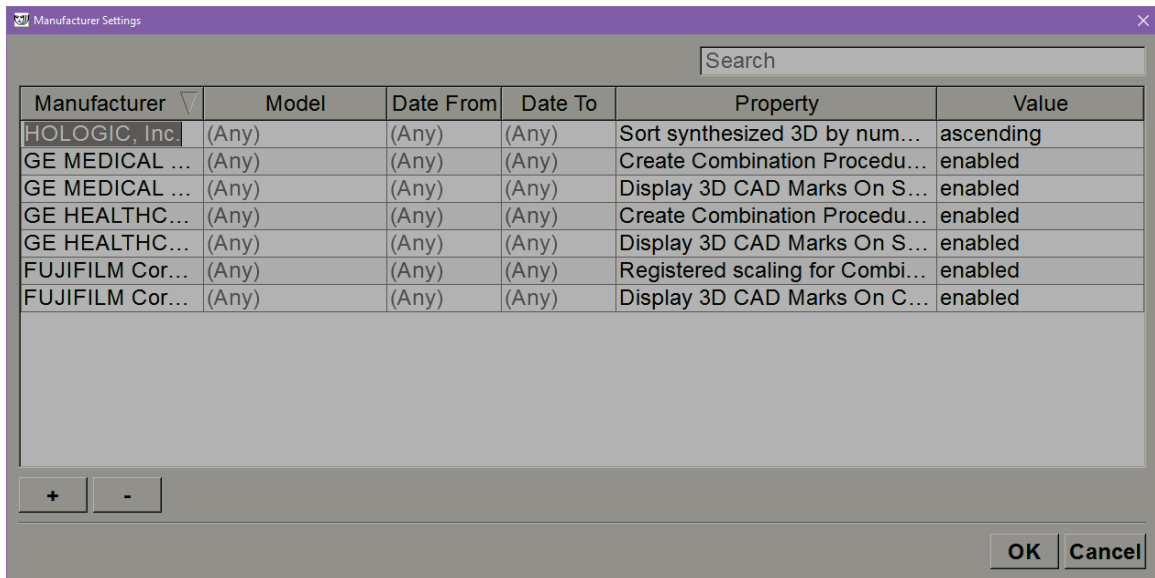 Manufacturer Settings
Search
Manufacturer Model Date From Date To Property Value
HOLOGIC, Inc. (Any) (Any) (Any) Sort synthesized 3D by num... ascending
GE MEDICAL ... (Any) (Any) (Any) Create Combination Procedu... enabled
GE MEDICAL ... (Any) (Any) (Any) Display 3D CAD Marks On S... enabled
GE HEALTHC... (Any) (Any) (Any) Create Combination Procedu... enabled
GE HEALTHC... (Any) (Any) (Any) Display 3D CAD Marks On S... enabled
FUJIFILM Cor... (Any) (Any) (Any) Registered scaling for Combi... enabled
FUJIFILM Cor... (Any) (Any) (Any) Display 3D CAD Marks On C... enabled
+ -
OK Cancel